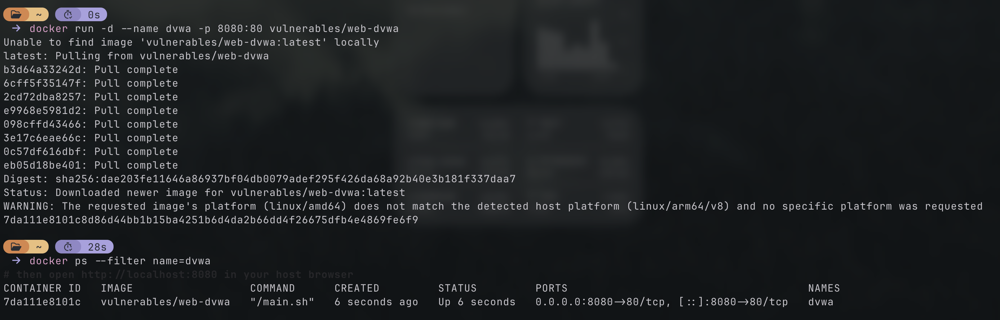 ~ 0s
→ docker run -d --name dvwa -p 8080:80 vulnerables/web-dvwa
Unable to find image 'vulnerables/web-dvwa:latest' locally
latest: Pulling from vulnerables/web-dvwa
b3d64a33242d: Pull complete
6cff5f35147f: Pull complete
2cd72dba8257: Pull complete
e9968e5981d2: Pull complete
098cffd43466: Pull complete
3e17c6eae66c: Pull complete
0c57df616dbf: Pull complete
eb05d18be401: Pull complete
Digest: sha256:dae203fe11646a86937bf04db0079adef295f426da68a92b40e3b181f337daa7
Status: Downloaded newer image for vulnerables/web-dvwa:latest
WARNING: The requested image's platform (linux/amd64) does not match the detected host platform (linux/arm64/v8) and no specific platform was requested
7da111e8101c8d86d44bb1b15ba4251b6d4da2b66dd4f26675dfb4e4869fe6f9
~ 28s
→ docker ps --filter name=dvwa
# then open http://localhost:8080 in your host browser
CONTAINER ID IMAGE COMMAND CREATED STATUS PORTS NAMES
7da111e8101c vulnerables/web-dvwa "/main.sh" 6 seconds ago Up 6 seconds 0.0.0.0:8080->80/tcp, [::]:8080->80/tcp dvwa